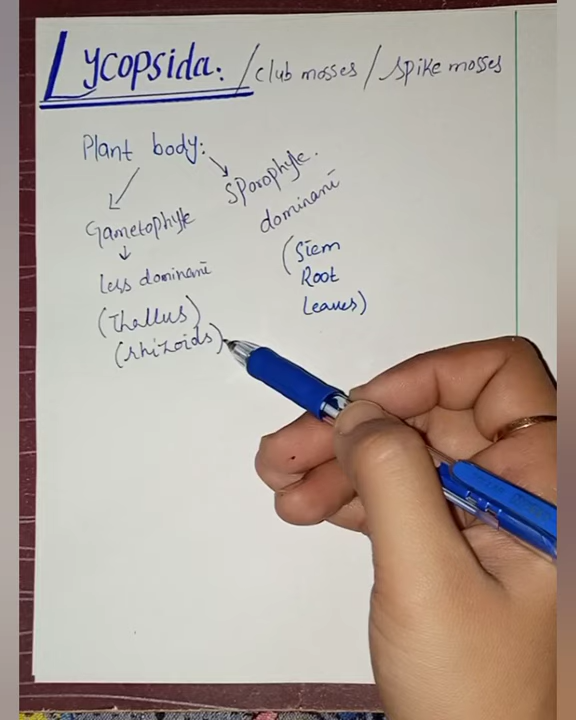 Lycopsida: / club mosses / spike mosses
Plant body:
Gametophyte
less dominant
(Thallus)
(rhizoids)
Sporophyte.
dominant
(Stem
Root
Leaves)